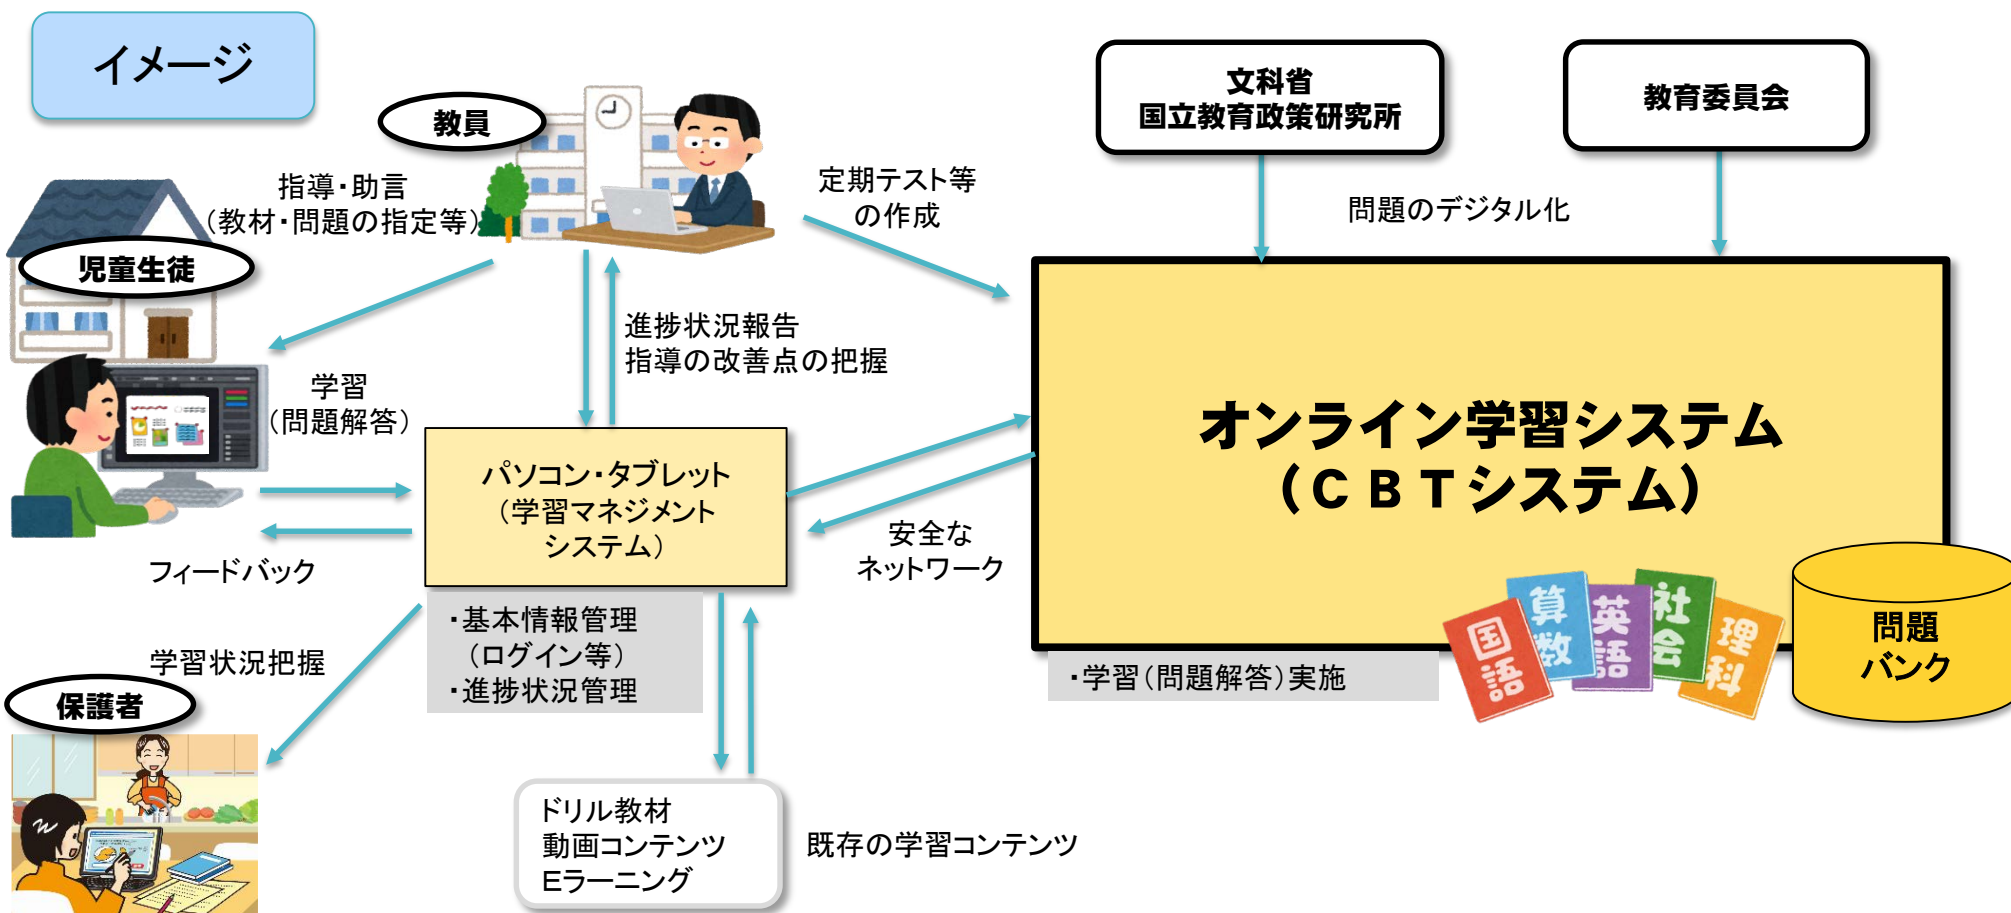 イメージ
教員
文科省
国立教育政策研究所
教育委員会
指導・助言
（教材・問題の指定等）
定期テスト等
の作成
問題のデジタル化
児童生徒
進捗状況報告
指導の改善点の把握
学習
（問題解答）
オンライン学習システム
（ＣＢＴシステム）
パソコン・タブレット
（学習マネジメント
システム）
安全な
ネットワーク
フィードバック
・基本情報管理
（ログイン等）
・進捗状況管理
学習状況把握
保護者
・学習（問題解答）実施
国語
算数
英語
社会
理科
問題
バンク
ドリル教材
動画コンテンツ
Eラーニング
既存の学習コンテンツ